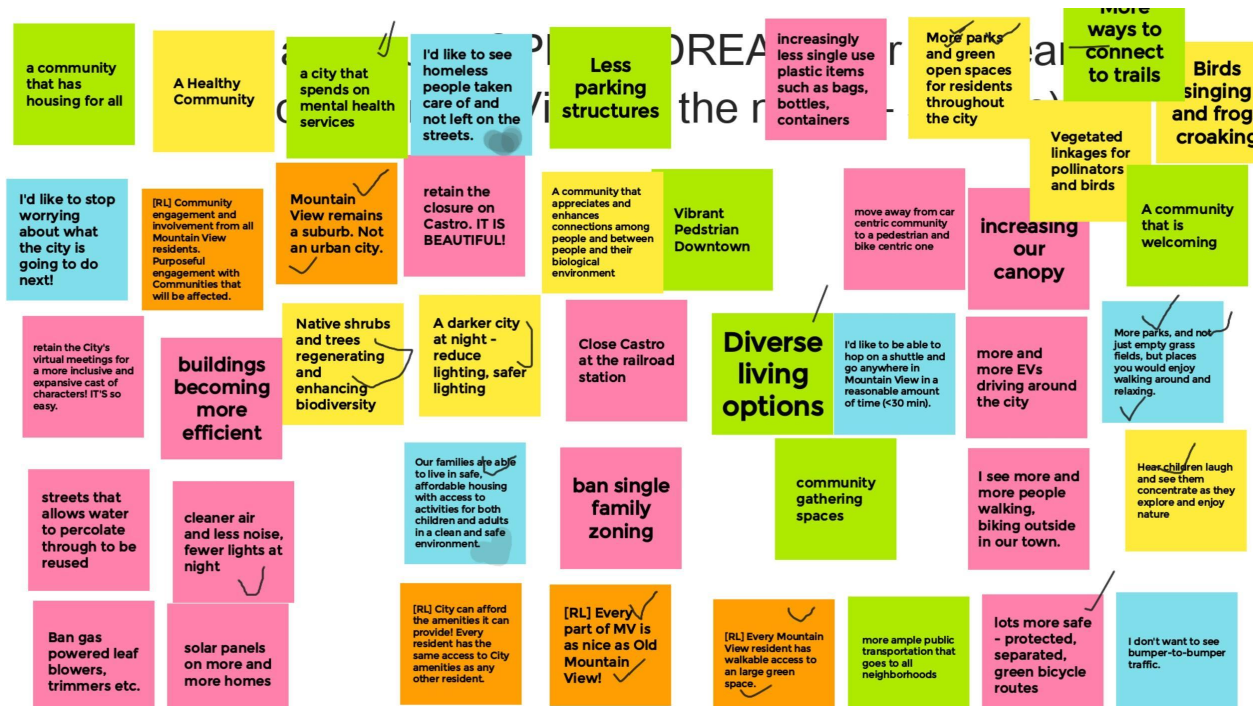 a community
that has
housing for all
A Healthy
Community
a city that
spends on
mental health
services
I'd like to see
homeless
people taken
care of and
not left on the
streets.
Less
parking
structures
increasingly
less single use
plastic items
such as bags,
bottles,
containers
More parks
and green
open spaces
for residents
throughout
the city
More
ways to
connect
to trails
Birds
singing
and frog
croaking
Vegetated
linkages for
pollinators
and birds
the
I'd like to stop
worrying
about what
the city is
going to do
next!
[RL] Community
engagement and
involvement from all
Mountain View
residents.
Purposeful
engagement with
Communities that
will be affected.
Mountain
View remains
a suburb. Not
an urban city.
retain the
closure on
Castro. IT IS
BEAUTIFUL!
A community that
appreciates and
enhances
connections among
people and between
people and their
biological
environment
Vibrant
Pedstrian
Downtown
move away from car
centric community
to a pedestrian and
bike centric one
increasing
our
canopy
A community
that is
welcoming
retain the City's
virtual meetings for
a more inclusive and
expansive cast of
characters! IT'S so
easy.
buildings
becoming
more
efficient
Native shrubs
and trees
regenerating
and
enhancing
biodiversity
A darker city
at night -
reduce
lighting, safer
lighting
Close Castro
at the railroad
station
Diverse
living
options
I'd like to be able to
hop on a shuttle and
go anywhere in
Mountain View in a
reasonable amount
of time (<30 min).
more and
more EVs
driving around
the city
More parks, and not
just empty grass
fields, but places
you would enjoy
walking around and
relaxing.
streets that
allows water
to percolate
through to be
reused
cleaner air
and less noise,
fewer lights at
night
Our families are able
to live in safe,
affordable housing
with access to
activities for both
children and adults
in a clean and safe
environment.
ban single
family
zoning
community
gathering
spaces
I see more and
more people
walking,
biking outside
in our town.
Hear children laugh
and see them
concentrate as they
explore and enjoy
nature
Ban gas
powered leaf
blowers,
trimmers etc.
solar panels
on more and
more homes
[RL] City can afford
the amenities it can
provide! Every
resident has the
same access to City
amenities as any
other resident.
[RL] Every
part of MV is
as nice as Old
Mountain
View!
[RL] Every Mountain
View resident has
walkable access to
an large green
space.
more ample public
transportation that
goes to all
neighborhoods
lots more safe
- protected,
separated,
green bicycle
routes
I don't want to see
bumper-to-bumper
traffic.